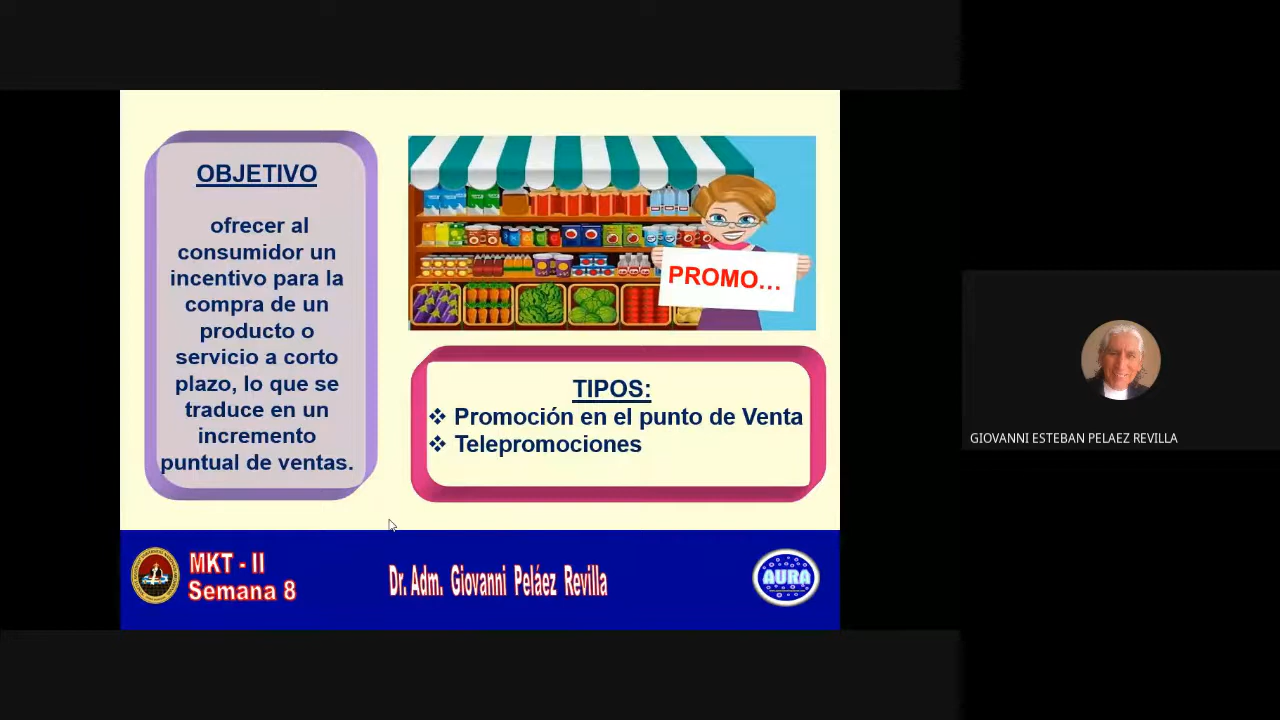 OBJETIVO
ofrecer al
consumidor un
incentivo para la
compra de un
producto o
servicio a corto
plazo, lo que se
traduce en un
incremento
puntual de ventas.
PROMO...
TIPOS:
❖ Promoción en el punto de Venta
❖ Telepromociones
MKT - II
Semana 8
Dr. Adm. Giovanni Peláez Revilla
AURA
GIOVANNI ESTEBAN PELAEZ REVILLA